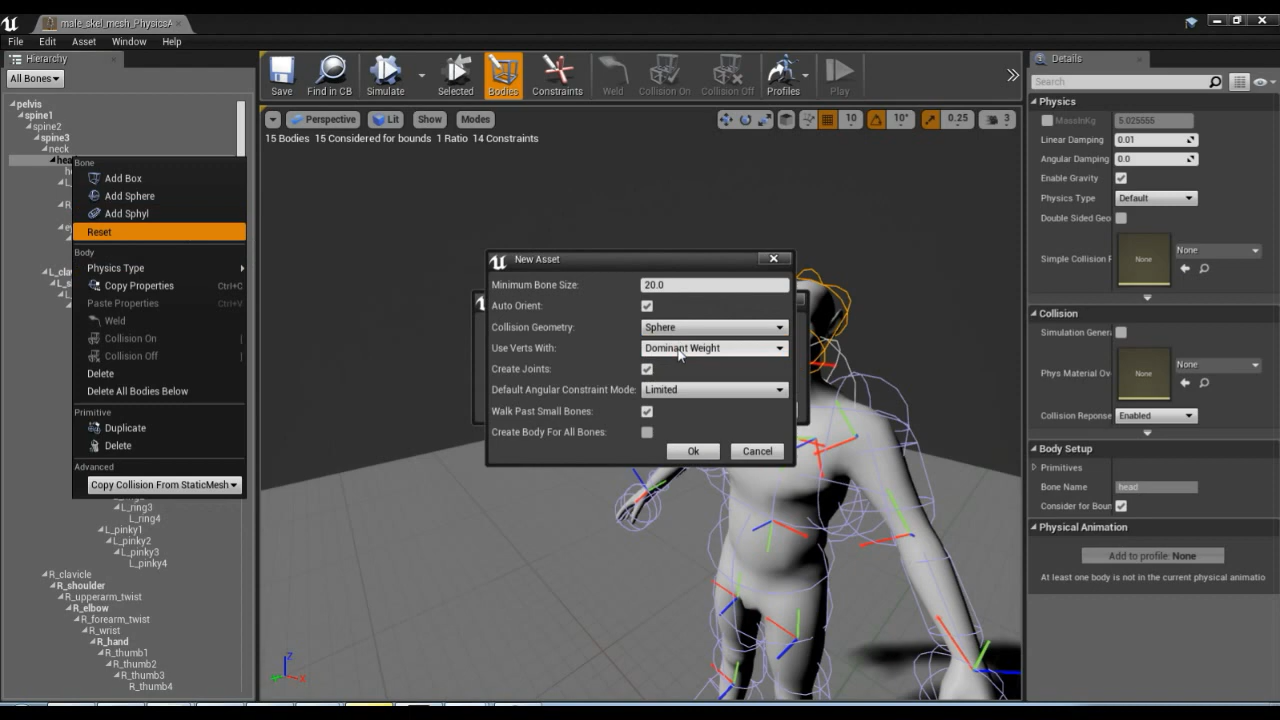 male_skel_mesh_PhysicsA
File Edit Asset Window Help
Hierarchy
All Bones
pelvis
spine1
spine2
spine3
neck
Bone
Add Box
Add Sphere
Add Sphyl
Reset
Body
Physics Type
Copy Properties Ctrl+C
Paste Properties Ctrl+V
Weld
Collision On
Collision Off
Delete
Delete All Bodies Below
Primitive
Duplicate
Delete
Advanced
Copy Collision From StaticMesh
L_ring3
L_ring4
L_pinky1
L_pinky2
L_pinky3
L_pinky4
R_clavicle
R_shoulder
R_upperarm_twist
R_elbow
R_forearm_twist
R_wrist
R_hand
R_thumb1
R_thumb2
R_thumb3
R_thumb4
Save Find in CB Simulate Selected Bodies Constraints Weld Collision On Collision Off Profiles Play
Perspective Lit Show Modes 10 10° 0.25 3
15 Bodies 15 Considered for bounds 1 Ratio 14 Constraints
New Asset
Minimum Bone Size: 20.0
Auto Orient:
Collision Geometry: Sphere
Use Verts With: Dominant Weight
Create Joints:
Default Angular Constraint Mode: Limited
Walk Past Small Bones:
Create Body For All Bones:
Ok Cancel
Z
X
Details
Search
Physics
MassInKg 5.025555
Linear Damping 0.01
Angular Damping 0.0
Enable Gravity
Physics Type Default
Double Sided Geo
Simple Collision P None None
Collision
Simulation Gener
Phys Material Ov None None
Collision Reponse Enabled
Body Setup
Primitives
Bone Name head
Consider for Boun
Physical Animation
Add to profile: None
At least one body is not in the current physical animatio